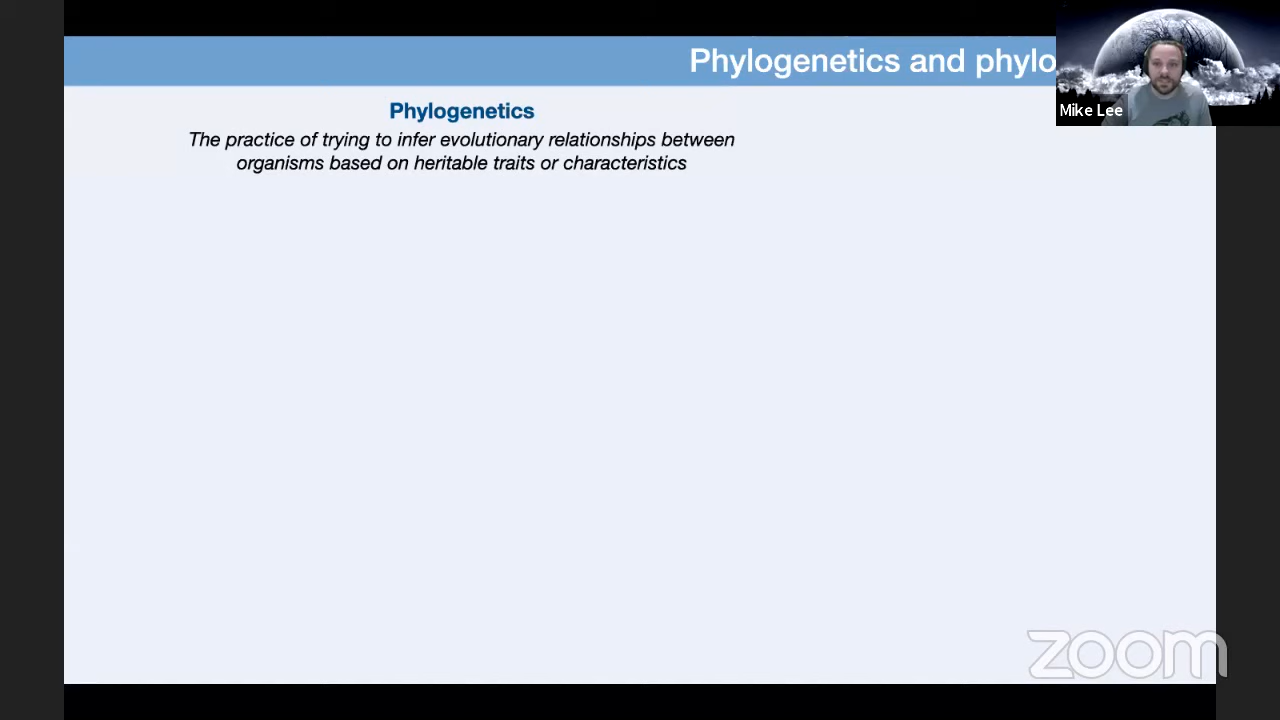 Phylogenetics and phylo
Mike Lee
Phylogenetics
The practice of trying to infer evolutionary relationships between
organisms based on heritable traits or characteristics
zoom